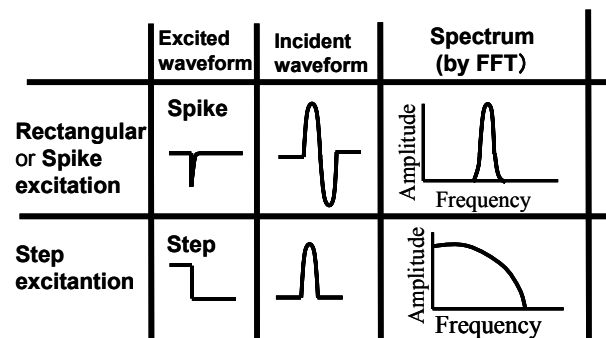 Excited
waveform
Incident
waveform
Spectrum
(by FFT)
Rectangular
or Spike
excitation
Spike
Amplitude
Frequency
Step
excitantion
Step
Amplitude
Frequency